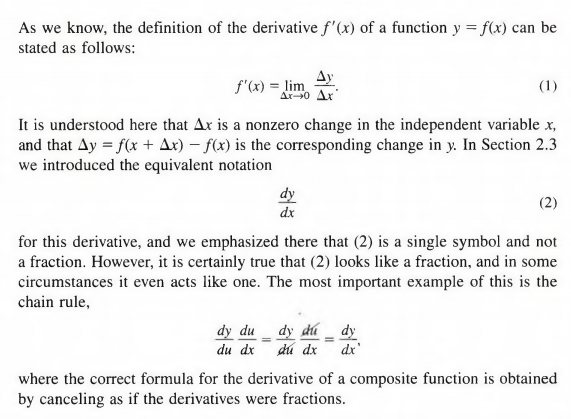 As we know, the definition of the derivative f'(x) of a function y = f(x) can be
stated as follows:
f'(x) = lim_{Δx→0} Δy/Δx. (1)
It is understood here that Δx is a nonzero change in the independent variable x,
and that Δy = f(x + Δx) − f(x) is the corresponding change in y. In Section 2.3
we introduced the equivalent notation
dy/dx (2)
for this derivative, and we emphasized there that (2) is a single symbol and not
a fraction. However, it is certainly true that (2) looks like a fraction, and in some
circumstances it even acts like one. The most important example of this is the
chain rule,
dy/du du/dx = dy/du du/dx = dy/dx,
where the correct formula for the derivative of a composite function is obtained
by canceling as if the derivatives were fractions.